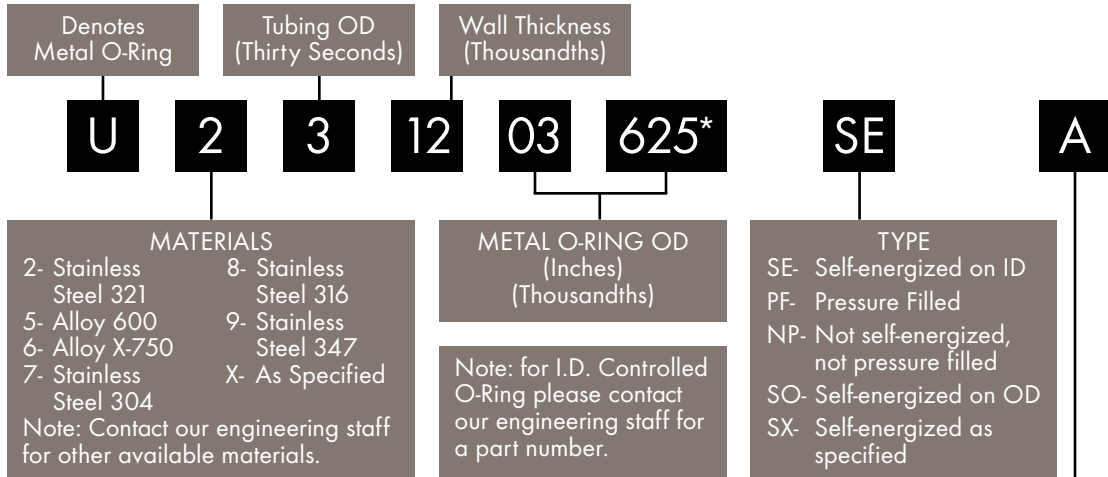 Denotes
Metal O-Ring
Tubing OD
(Thirty Seconds)
Wall Thickness
(Thousandths)
U 2 3 12 03 625* SE A
MATERIALS
2- Stainless
Steel 321
5- Alloy 600
6- Alloy X-750
7- Stainless
Steel 304
8- Stainless
Steel 316
9- Stainless
Steel 347
X- As Specified
Note: Contact our engineering staff
for other available materials.
METAL O-RING OD
(Inches)
(Thousandths)
Note: for I.D. Controlled
O-Ring please contact
our engineering staff for
a part number.
TYPE
SE- Self-energized on ID
PF- Pressure Filled
NP- Not self-energized,
not pressure filled
SO- Self-energized on OD
SX- Self-energized as
specified